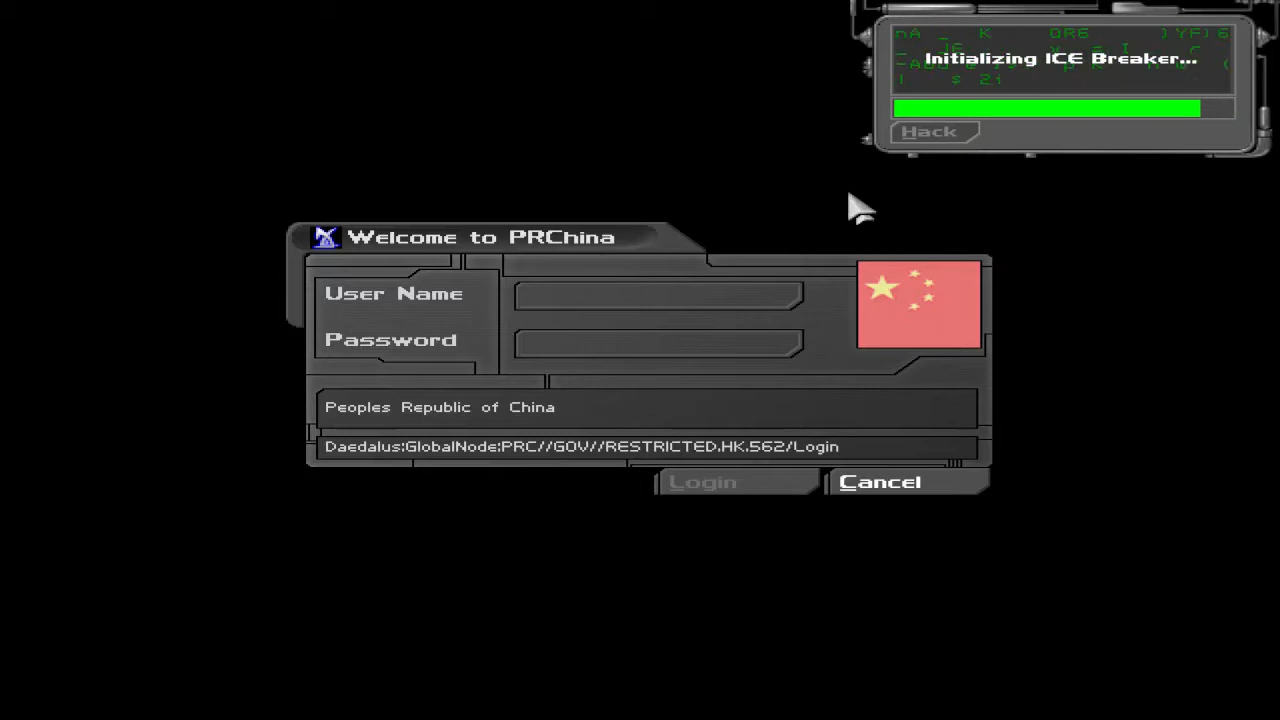 Initializing ICE Breaker...
Hack
Welcome to PRChina
User Name
Password
Peoples Republic of China
Daedalus:GlobalNode:PRC//GOV//RESTRICTED.HK.562/Login
Login
Cancel